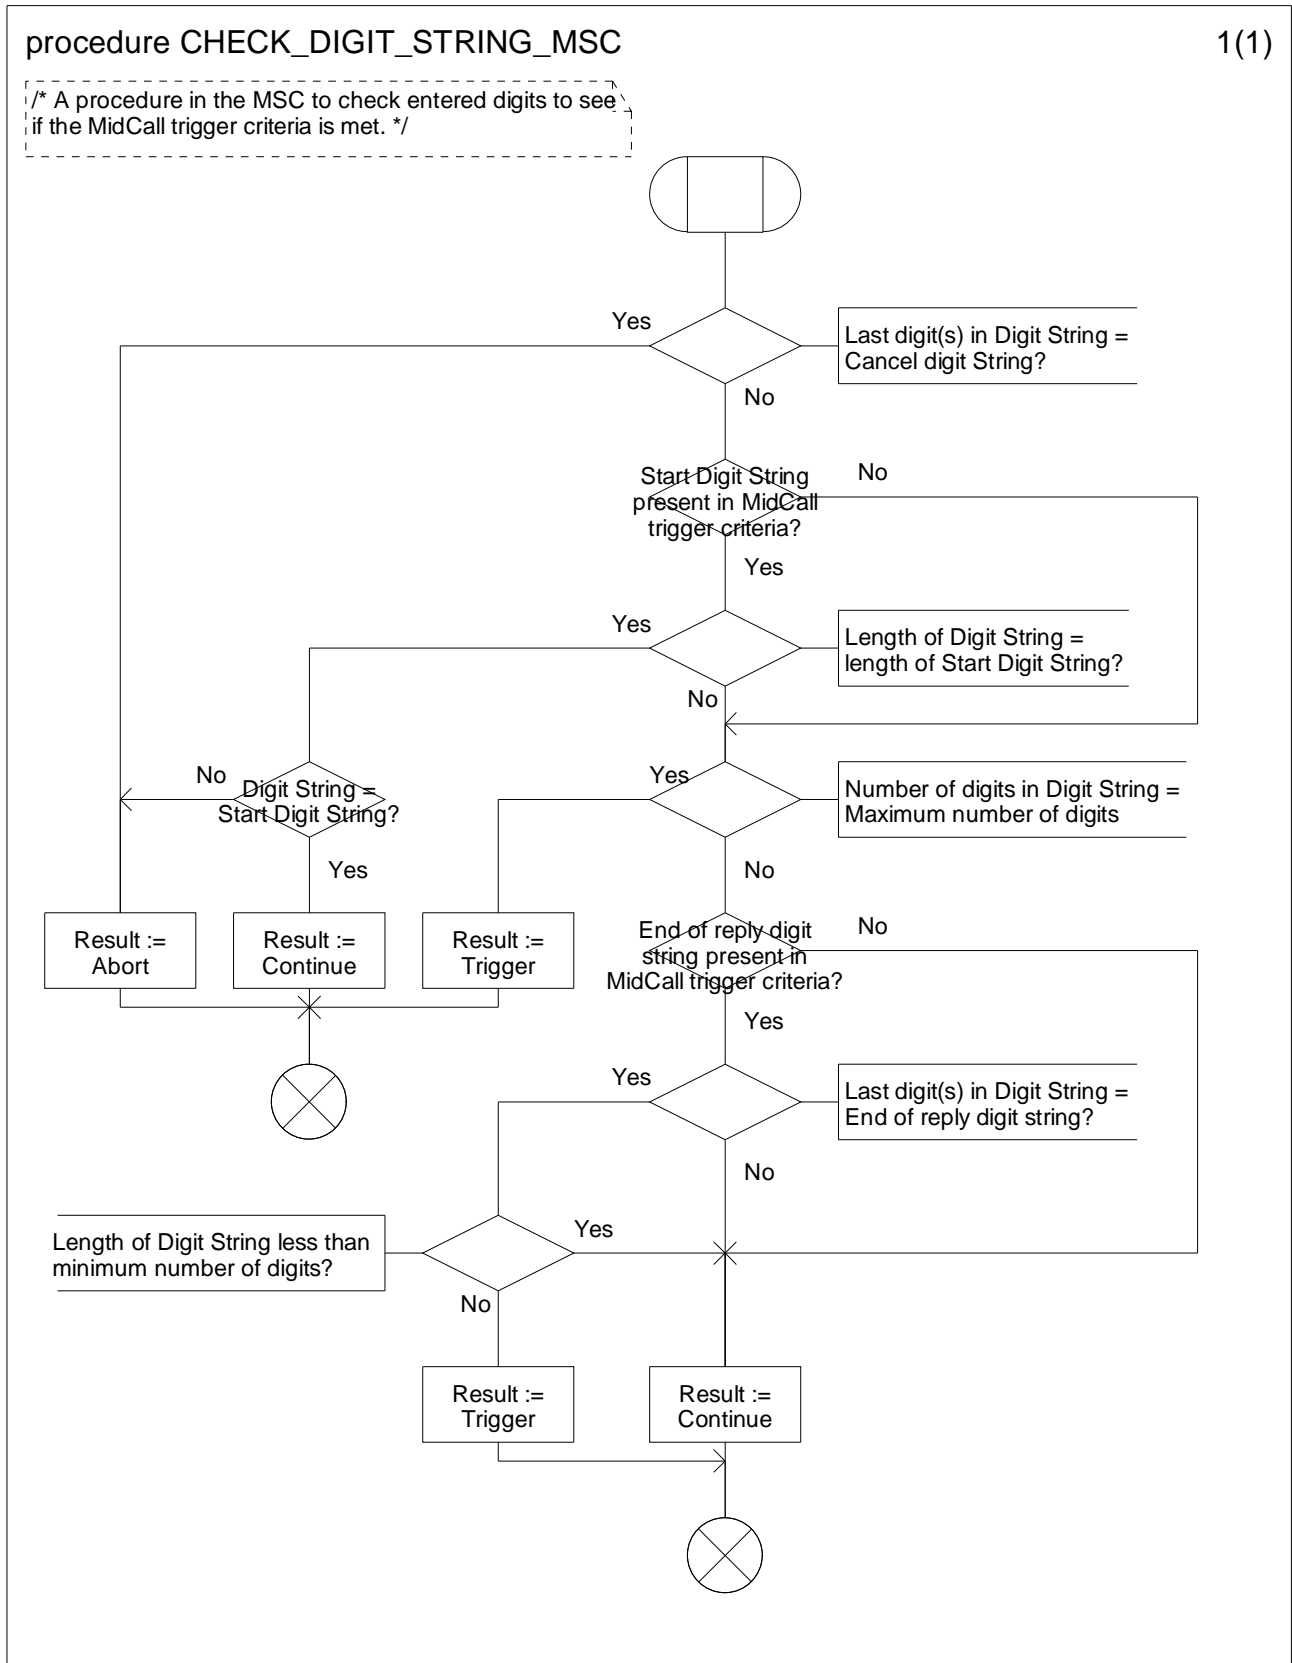 procedure CHECK_DIGIT_STRING_MSC
1(1)
/* A procedure in the MSC to check entered digits to see
if the MidCall trigger criteria is met. */
Yes
Last digit(s) in Digit String =
Cancel digit String?
No
Start Digit String
present in MidCall
trigger criteria?
No
Yes
Yes
Length of Digit String =
length of Start Digit String?
No
No
Digit String =
Start Digit String?
Yes
Number of digits in Digit String =
Maximum number of digits
Yes
No
Result :=
Abort
Result :=
Continue
Result :=
Trigger
End of reply digit
string present in
MidCall trigger criteria?
No
Yes
Yes
Last digit(s) in Digit String =
End of reply digit string?
No
Length of Digit String less than
minimum number of digits?
Yes
No
Result :=
Trigger
Result :=
Continue